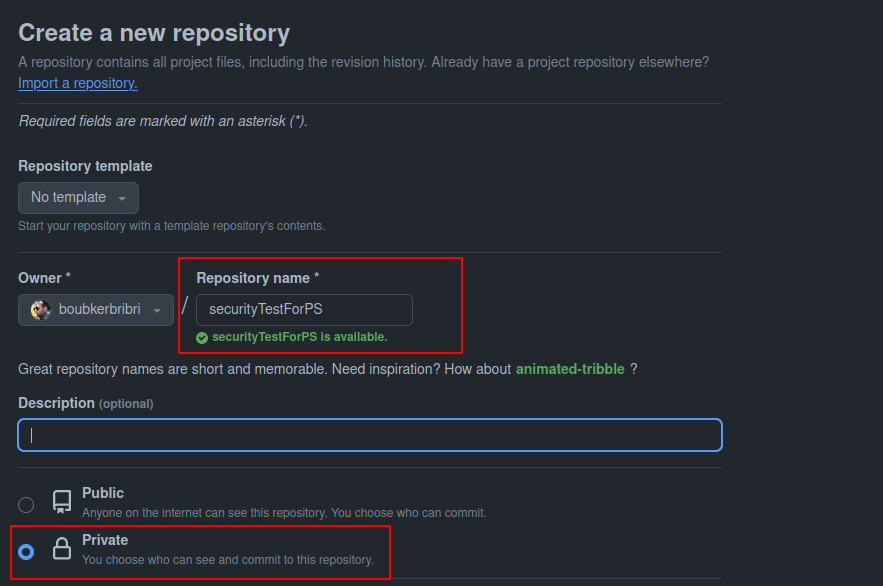 Create a new repository
A repository contains all project files, including the revision history. Already have a project repository elsewhere?
Import a repository.
Required fields are marked with an asterisk (*).
Repository template
No template
Start your repository with a template repository's contents.
Owner *
Repository name *
boubkerbribri
/
securityTestForPS
securityTestForPS is available.
Great repository names are short and memorable. Need inspiration? How about animated-tribble ?
Description (optional)
Public
Anyone on the internet can see this repository. You choose who can commit.
Private
You choose who can see and commit to this repository.